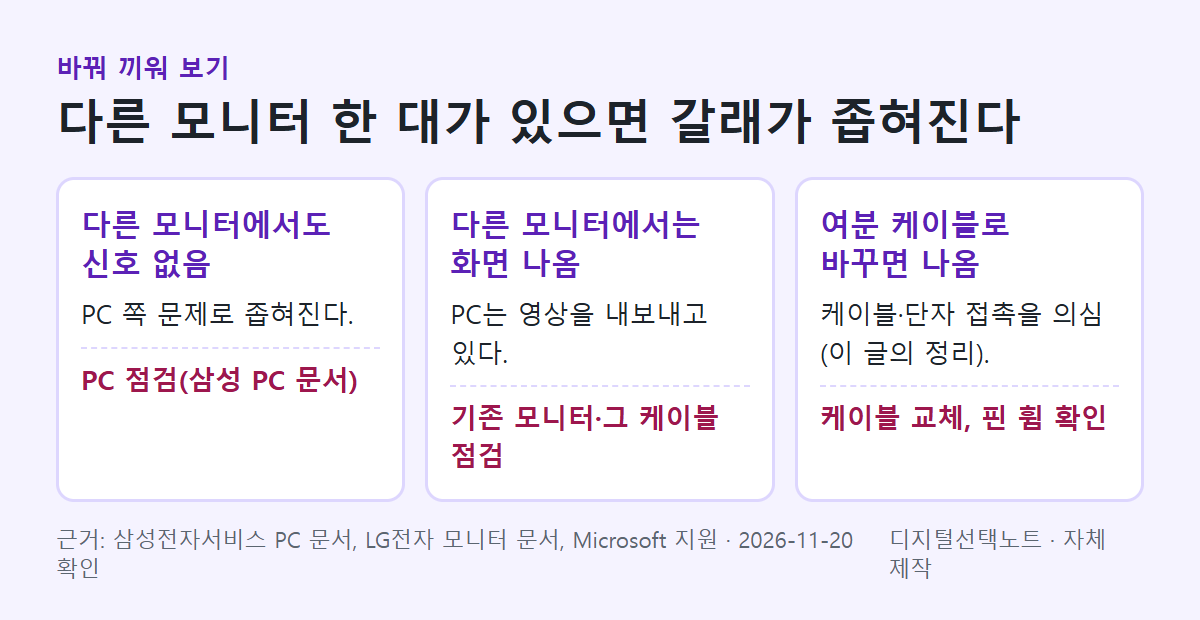 바꿔 끼워 보기
다른 모니터 한 대가 있으면 갈래가 좁혀진다
다른 모니터에서도
신호 없음
PC 쪽 문제로 좁혀진다.
PC 점검(삼성 PC 문서)
다른 모니터에서는
화면 나옴
PC는 영상을 내보내고
있다.
기존 모니터·그 케이블
점검
여분 케이블로
바꾸면 나옴
케이블·단자 접촉을 의심
(이 글의 정리).
케이블 교체, 핀 휨 확인
근거: 삼성전자서비스 PC 문서, LG전자 모니터 문서, Microsoft 지원 · 2026-11-20
확인
디지털선택노트 · 자체
제작